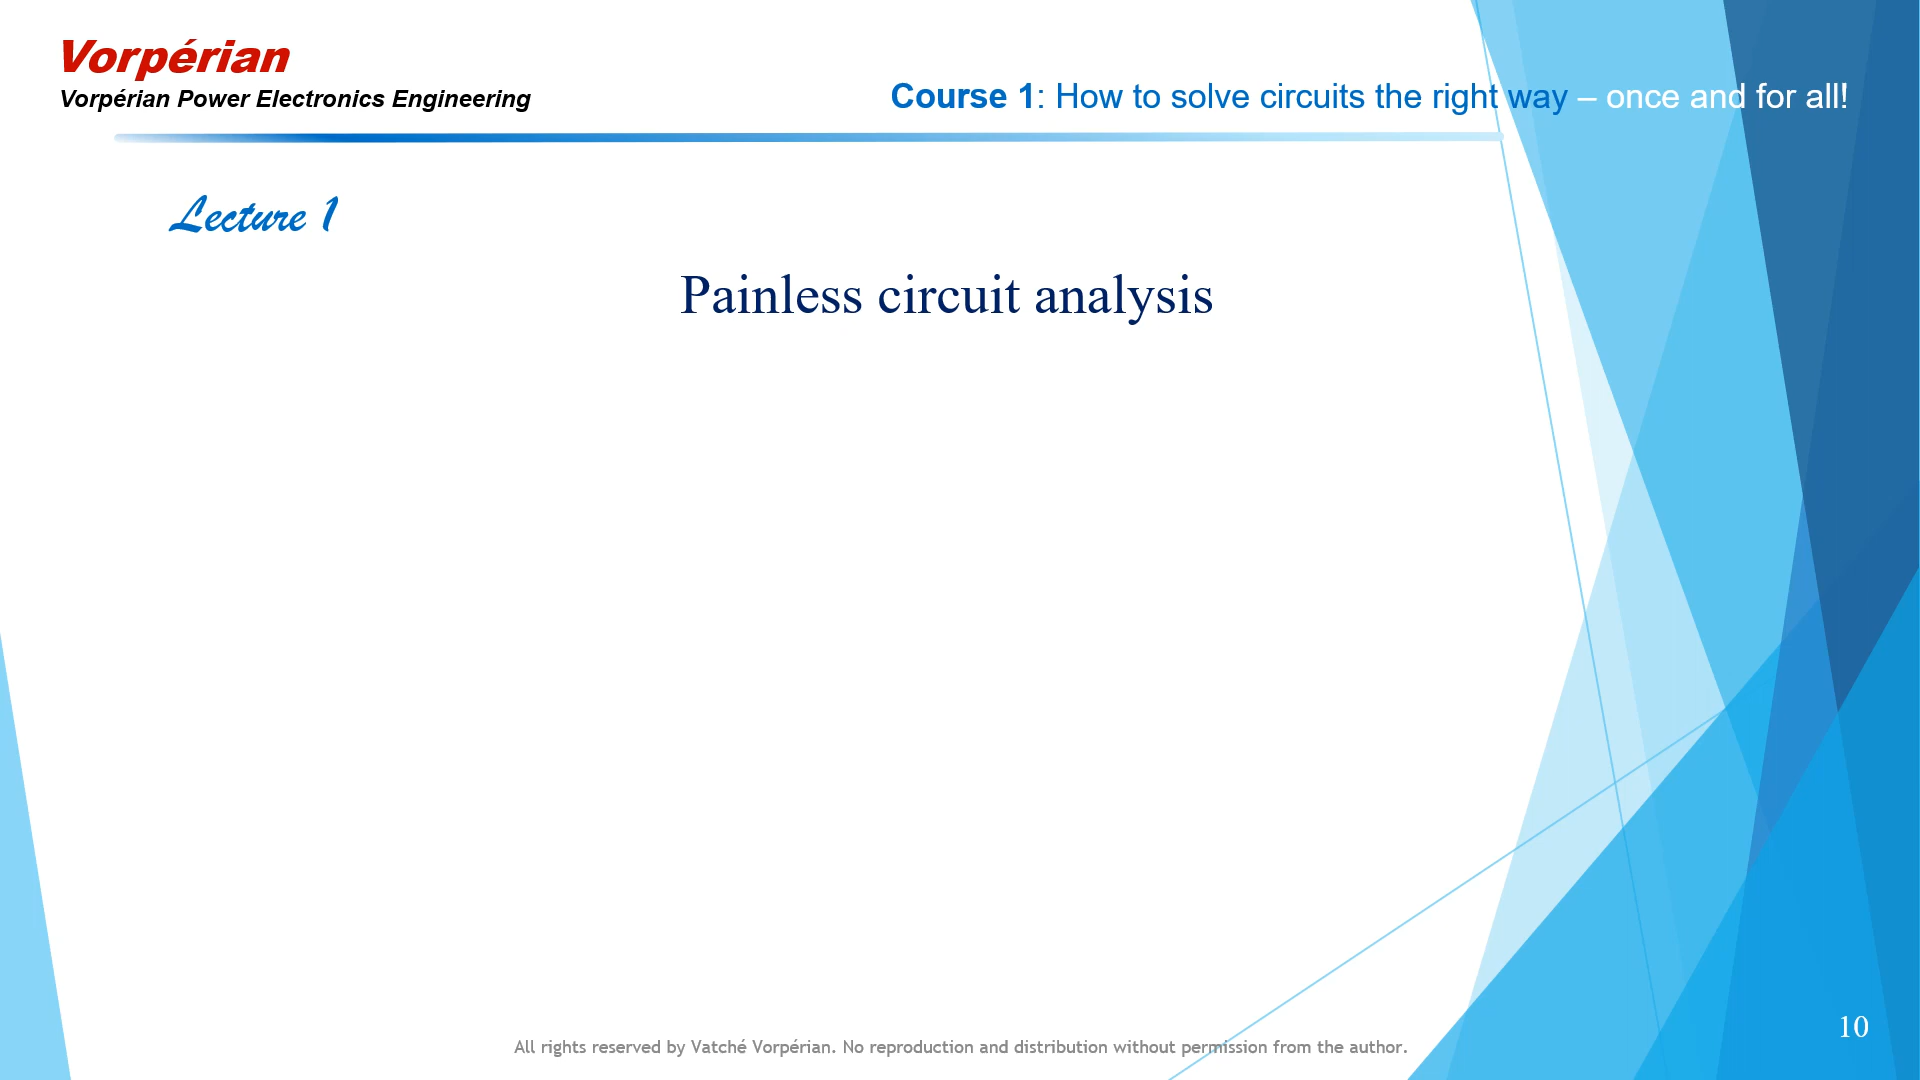 Vorpérian
Vorpérian Power Electronics Engineering
Course 1: How to solve circuits the right way – once and for all!
Lecture 1
Painless circuit analysis
All rights reserved by Vatché Vorpérian. No reproduction and distribution without permission from the author.
10